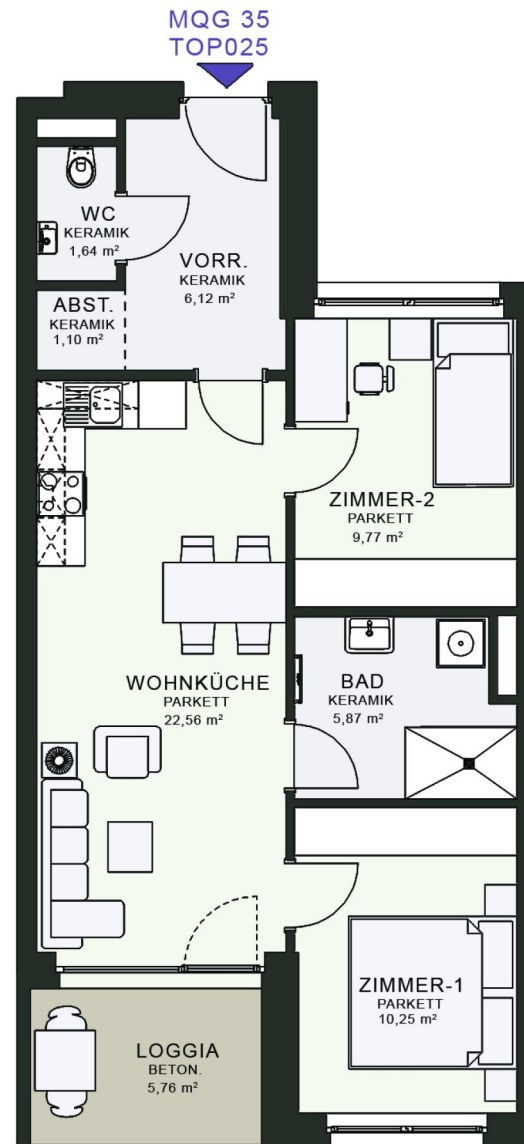 MQG 35
TOP025
WC
KERAMIK
1,64 m²
VORR.
KERAMIK
6,12 m²
ABST.
KERAMIK
1,10 m²
ZIMMER-2
PARKETT
9,77 m²
WOHNKÜCHE
PARKETT
22,56 m²
BAD
KERAMIK
5,87 m²
ZIMMER-1
PARKETT
10,25 m²
LOGGIA
BETON.
5,76 m²